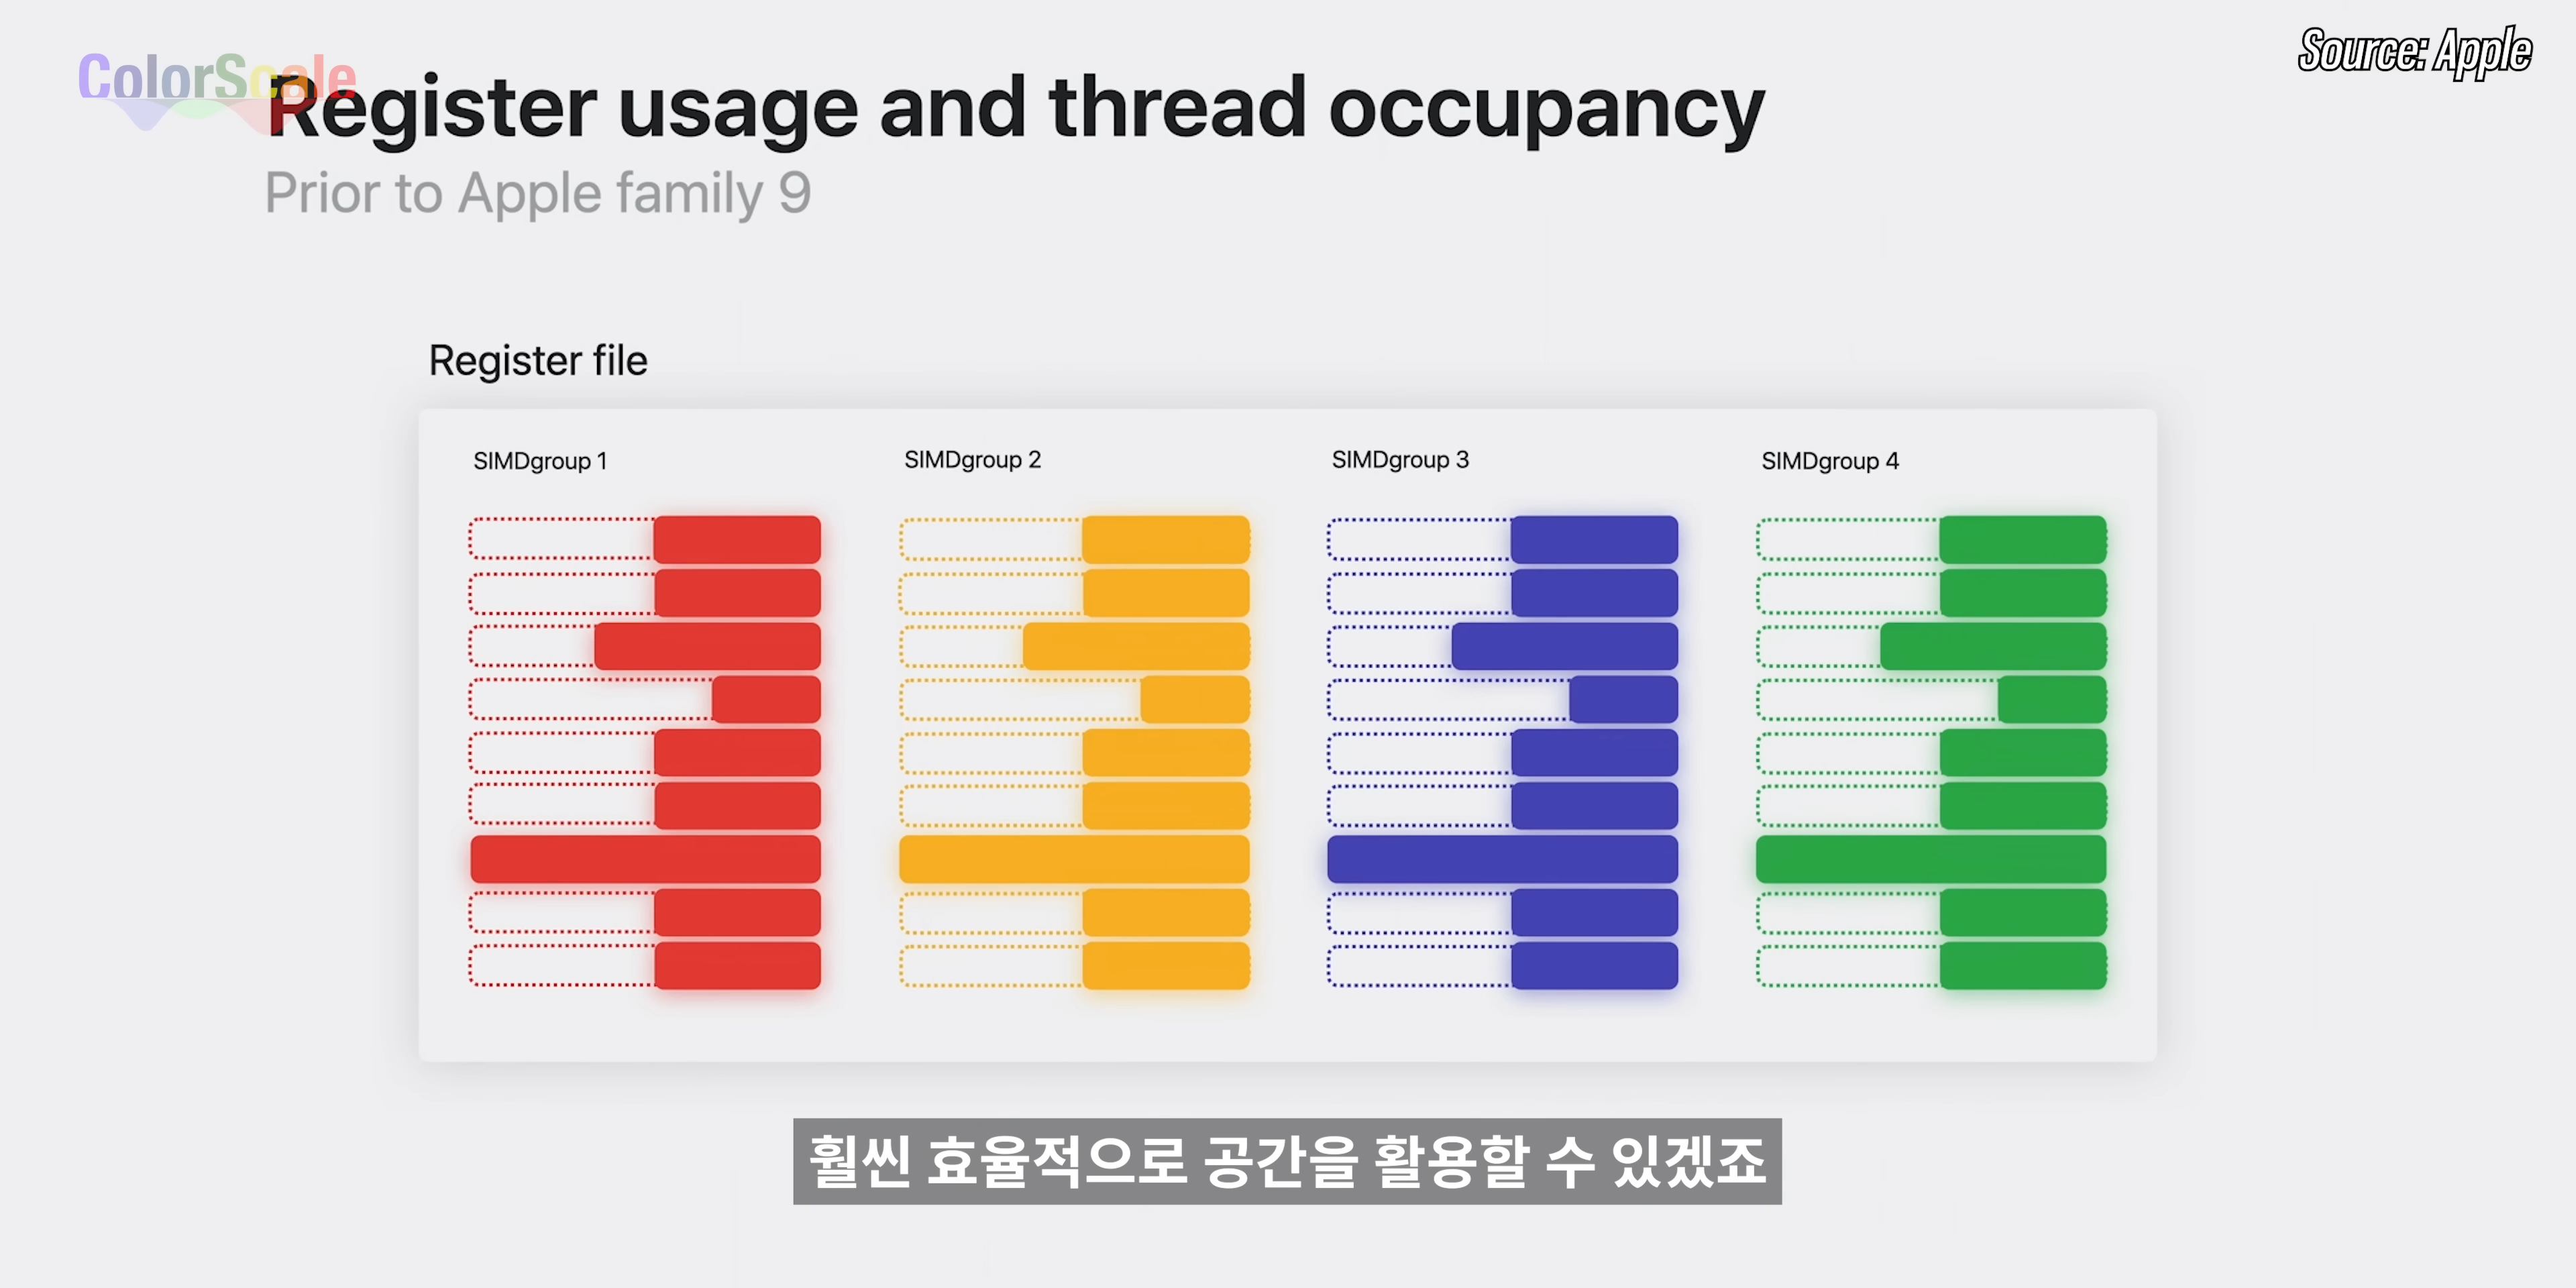 ColorScale
Source: Apple
Register usage and thread occupancy
Prior to Apple family 9
Register file
SIMDgroup 1
SIMDgroup 2
SIMDgroup 3
SIMDgroup 4
훨씬 효율적으로 공간을 활용할 수 있겠죠